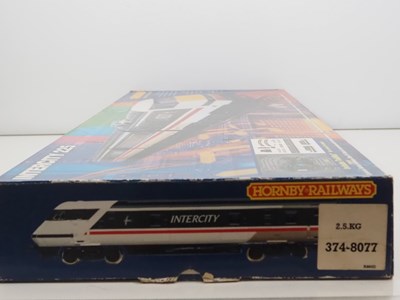 INTERCITY 225
HORNBY RAILWAYS
INTERCITY
2.5.KG
374-8077